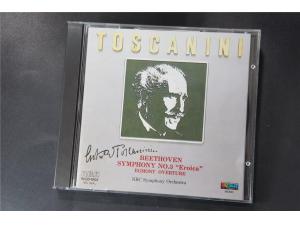 TOSCANINI
BEETHOVEN
SYMPHONY NO.3 "Eroica"
EGMONT OVERTURE
NBC Symphony Orchestra